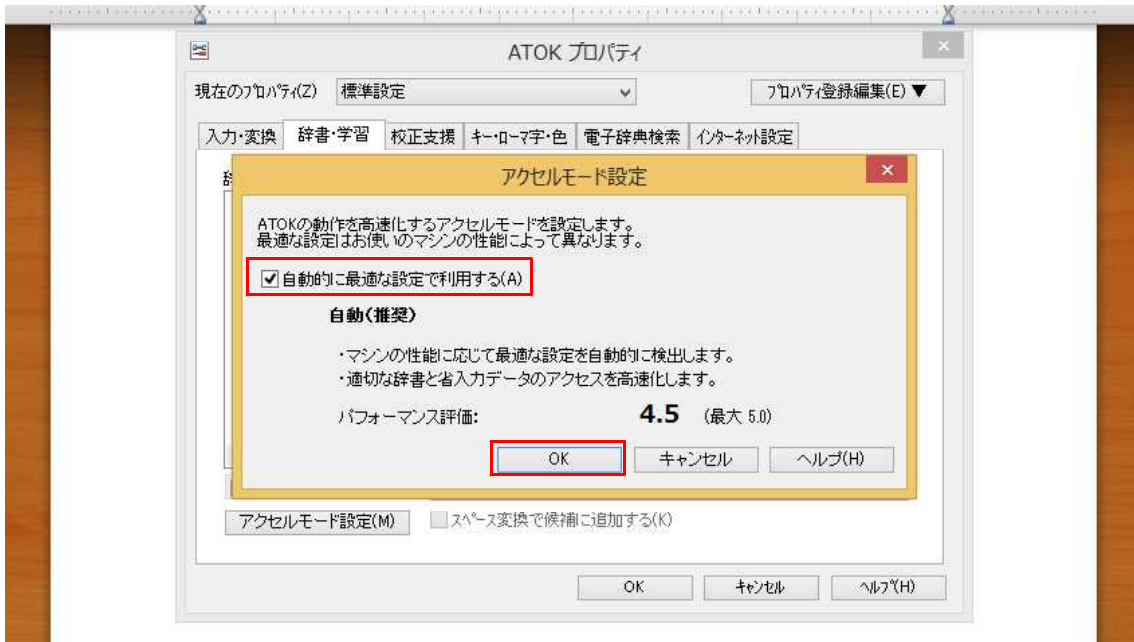 ATOK プロパティ
現在のプロパティ(Z)
標準設定
プロパティ登録編集(E) ▼
入力・変換
辞書・学習
校正支援
キー・ローマ字・色
電子辞典検索
インターネット設定
アクセルモード設定
ATOKの動作を高速化するアクセルモードを設定します。
最適な設定はお使いのマシンの性能によって異なります。
自動的に最適な設定で利用する(A)
自動(推奨)
・マシンの性能に応じて最適な設定を自動的に検出します。
・適切な辞書と省入力データのアクセスを高速化します。
パフォーマンス評価: 4.5 (最大 5.0)
OK
キャンセル
ヘルプ(H)
アクセルモード設定(M)
スペース変換で候補に追加する(K)
OK
キャンセル
ヘルプ(H)